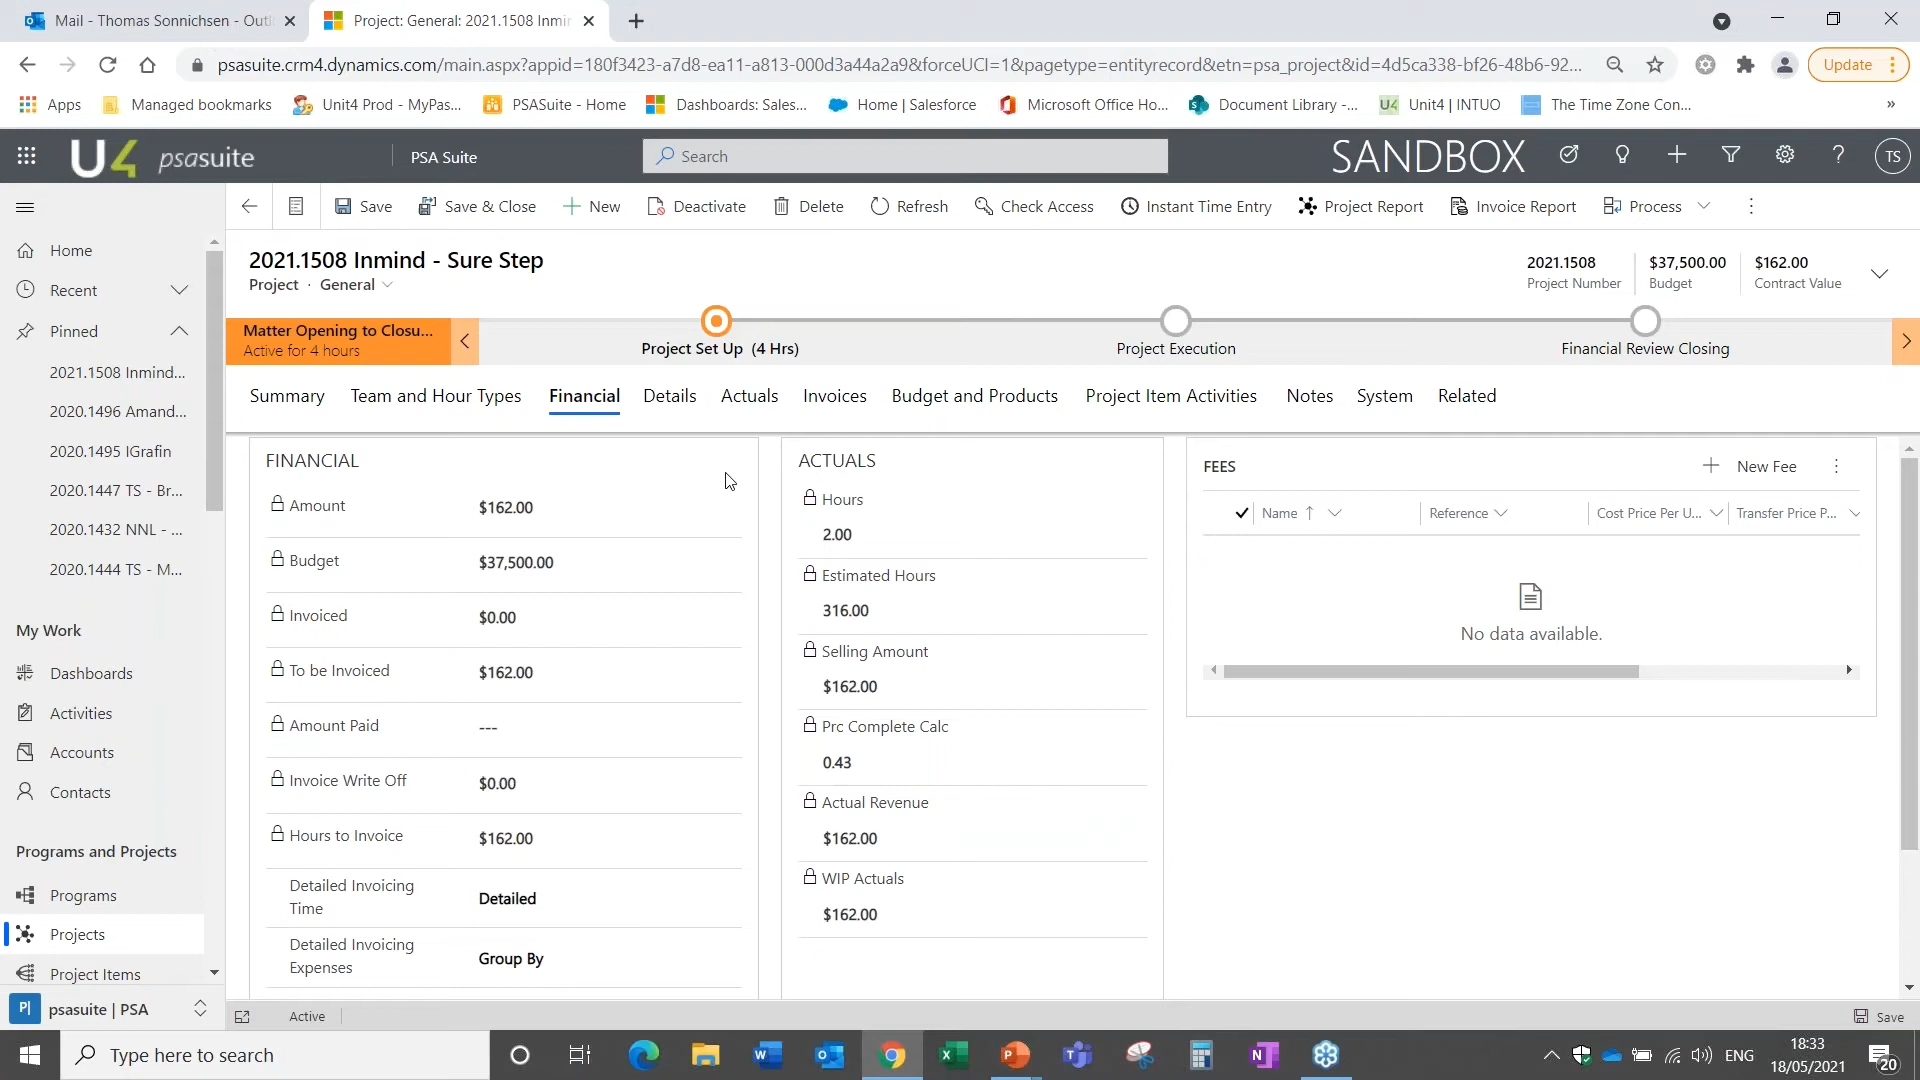 Mail - Thomas Sonnichsen - Outl
Project: General: 2021.1508 Inmin
psasuite.crm4.dynamics.com/main.aspx?appid=180f3423-a7d8-ea11-a813-000d3a44a2a9&forceUCI=1&pagetype=entityrecord&etn=psa_project&id=4d5ca338-bf26-48b6-92...
Update
Apps
Managed bookmarks
Unit4 Prod - MyPas...
PSASuite - Home
Dashboards: Sales...
Home | Salesforce
Microsoft Office Ho...
Document Library -...
U4 Unit4 | INTUO
The Time Zone Con...
»
U4 psasuite
PSA Suite
Search
SANDBOX
TS
Save
Save & Close
New
Deactivate
Delete
Refresh
Check Access
Instant Time Entry
Project Report
Invoice Report
Process
Home
Recent
Pinned
2021.1508 Inmind...
2020.1496 Amand...
2020.1495 IGrafin
2020.1447 TS - Br...
2020.1432 NNL - ...
2020.1444 TS - M...
My Work
Dashboards
Activities
Accounts
Contacts
Programs and Projects
Programs
Projects
Project Items
P| psasuite | PSA
2021.1508 Inmind - Sure Step
Project · General
2021.1508
Project Number
$37,500.00
Budget
$162.00
Contract Value
Matter Opening to Closu...
Active for 4 hours
Project Set Up (4 Hrs)
Project Execution
Financial Review Closing
Summary
Team and Hour Types
Financial
Details
Actuals
Invoices
Budget and Products
Project Item Activities
Notes
System
Related
FINANCIAL
Amount $162.00
Budget $37,500.00
Invoiced $0.00
To be Invoiced $162.00
Amount Paid ---
Invoice Write Off $0.00
Hours to Invoice $162.00
Detailed Invoicing
Time
Detailed
Detailed Invoicing
Expenses
Group By
ACTUALS
Hours
2.00
Estimated Hours
316.00
Selling Amount
$162.00
Prc Complete Calc
0.43
Actual Revenue
$162.00
WIP Actuals
$162.00
FEES
New Fee
Name
Reference
Cost Price Per U...
Transfer Price P...
No data available.
Active
Save
Type here to search
ENG
18:33
18/05/2021
20